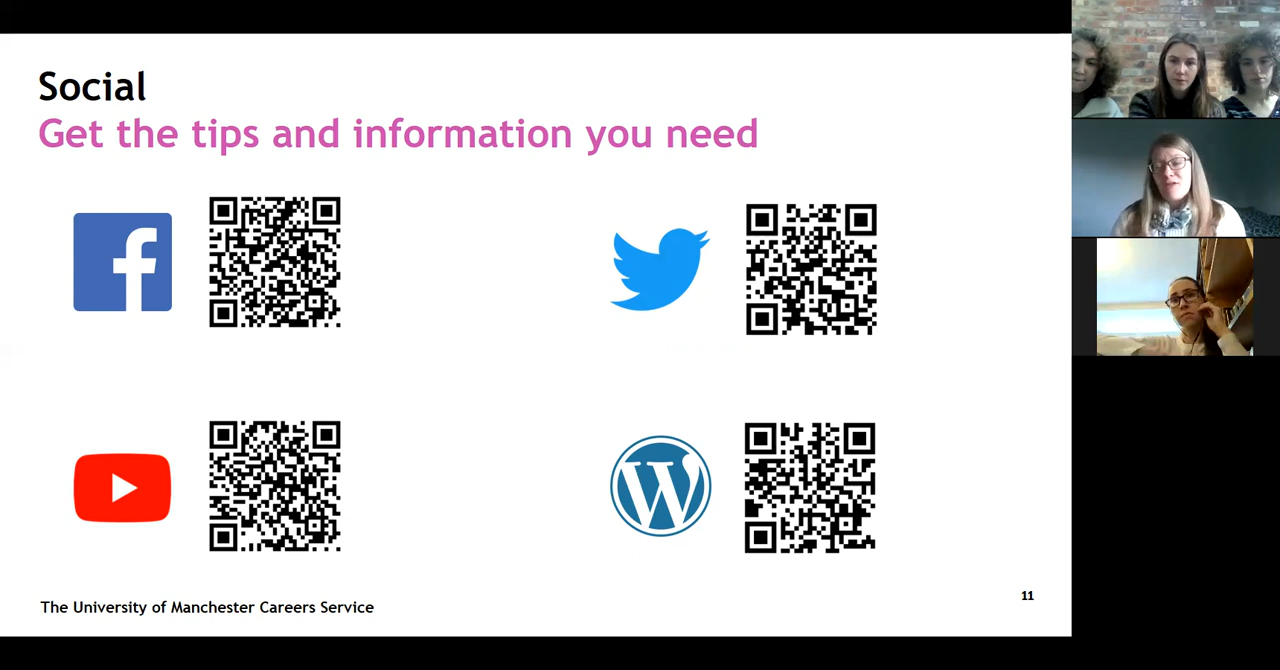 Social
Get the tips and information you need
The University of Manchester Careers Service
11